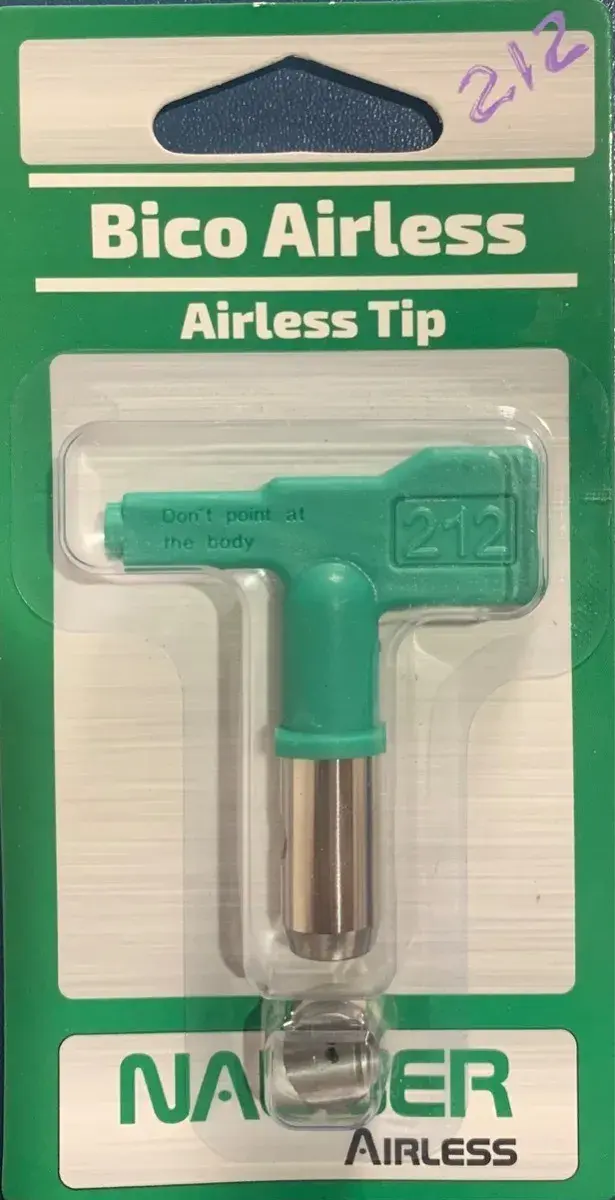 212
Bico Airless
Airless Tip
Don"t point at
the body
212
AIRLESS